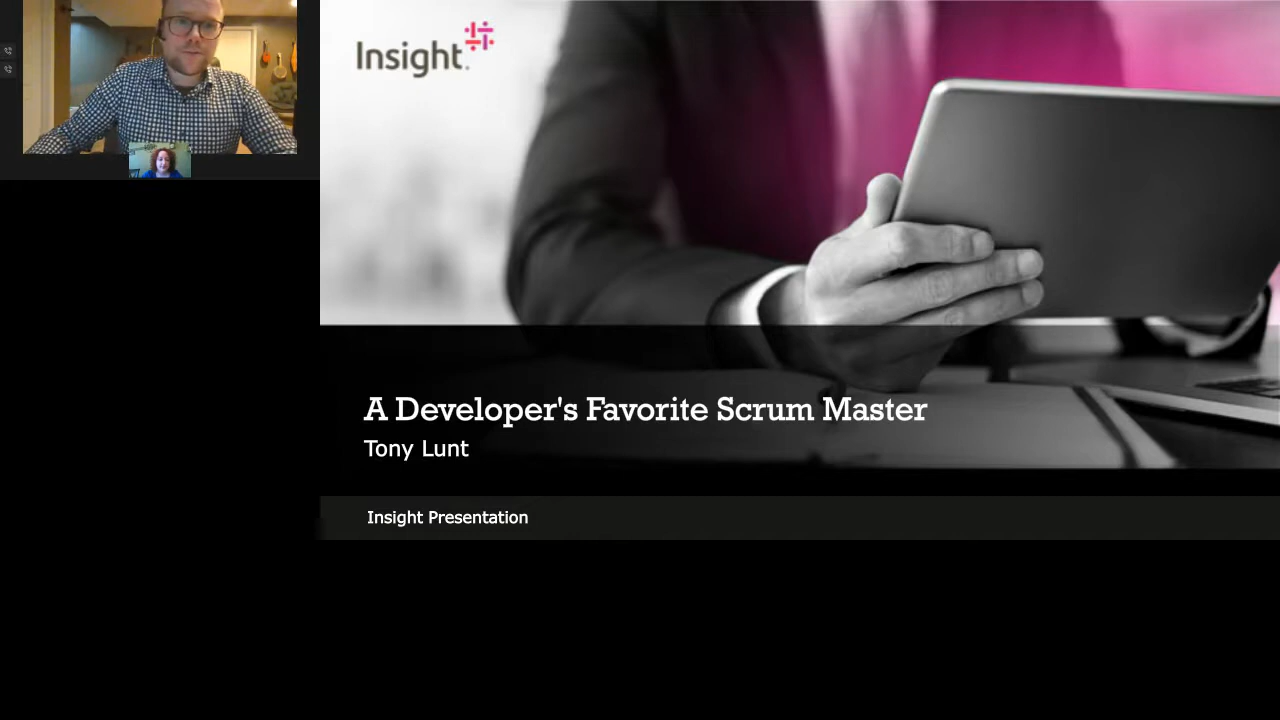 Insight.
A Developer's Favorite Scrum Master
Tony Lunt
Insight Presentation